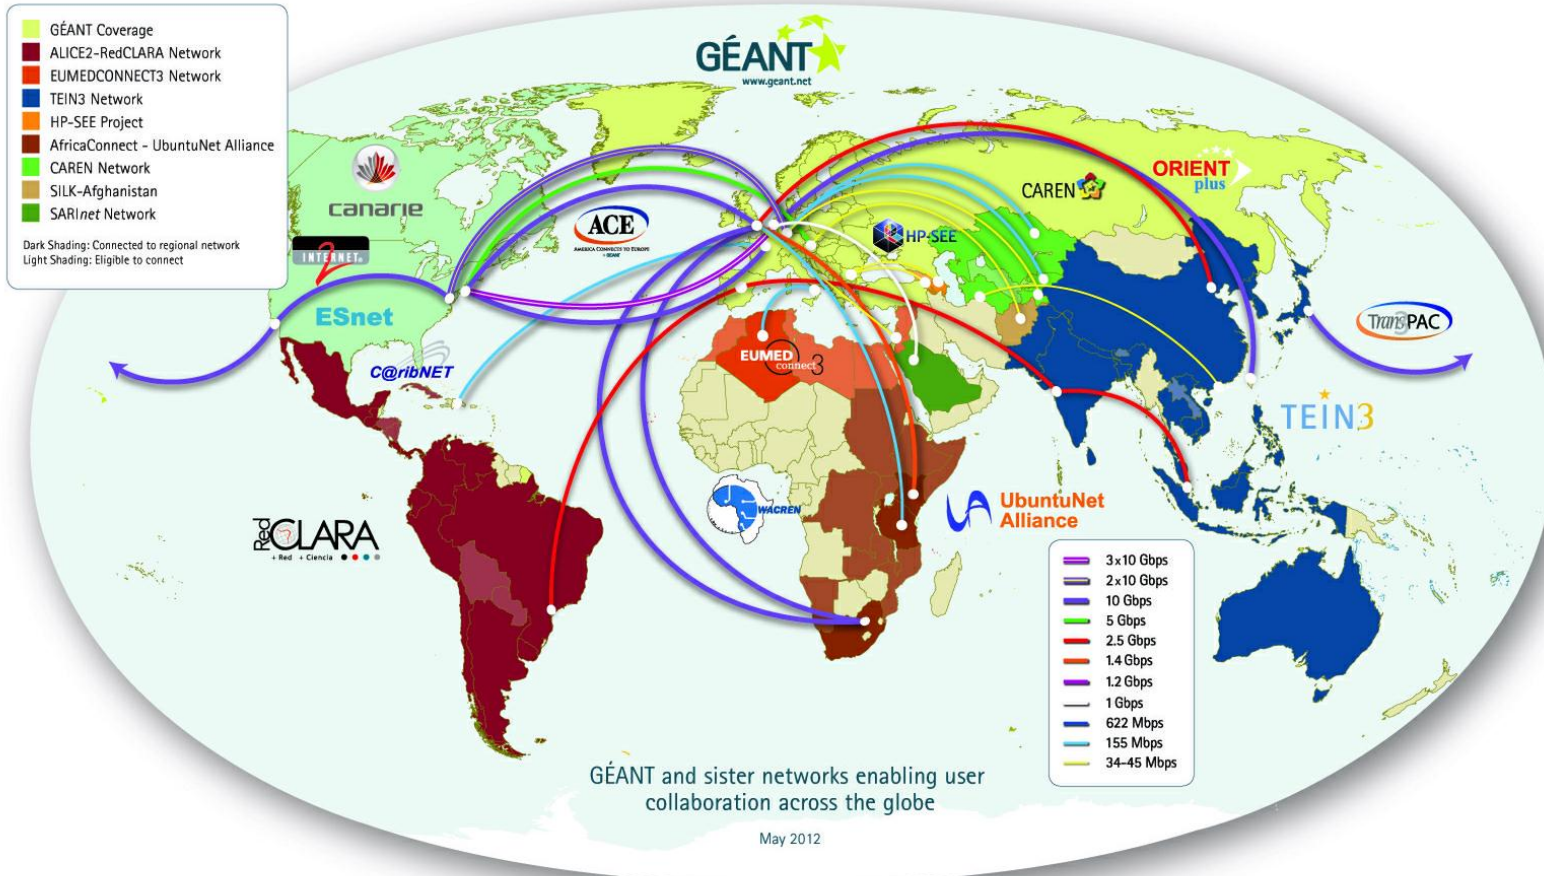 GÉANT Coverage
ALICE2-RedCLARA Network
EUMEDCONNECT3 Network
TEIN3 Network
HP-SEE Project
AfricaConnect - UbuntuNet Alliance
CAREN Network
SILK-Afghanistan
SARInet Network
Dark Shading: Connected to regional network
Light Shading: Eligible to connect
GÉANT
www.geant.net
canarie
INTERNET 2
ESnet
C@ribNET
ACE
AMERICA CONNECTS TO EUROPE
+ GEANT
HP-SEE
CAREN
ORIENT
plus
TransPAC
3
TEIN3
EUMED
connect3
WACREN
UbuntuNet
Alliance
RedCLARA
+ Red + Ciencia
3x10 Gbps
2x10 Gbps
10 Gbps
5 Gbps
2.5 Gbps
1.4 Gbps
1.2 Gbps
1 Gbps
622 Mbps
155 Mbps
34-45 Mbps
GÉANT and sister networks enabling user
collaboration across the globe
May 2012